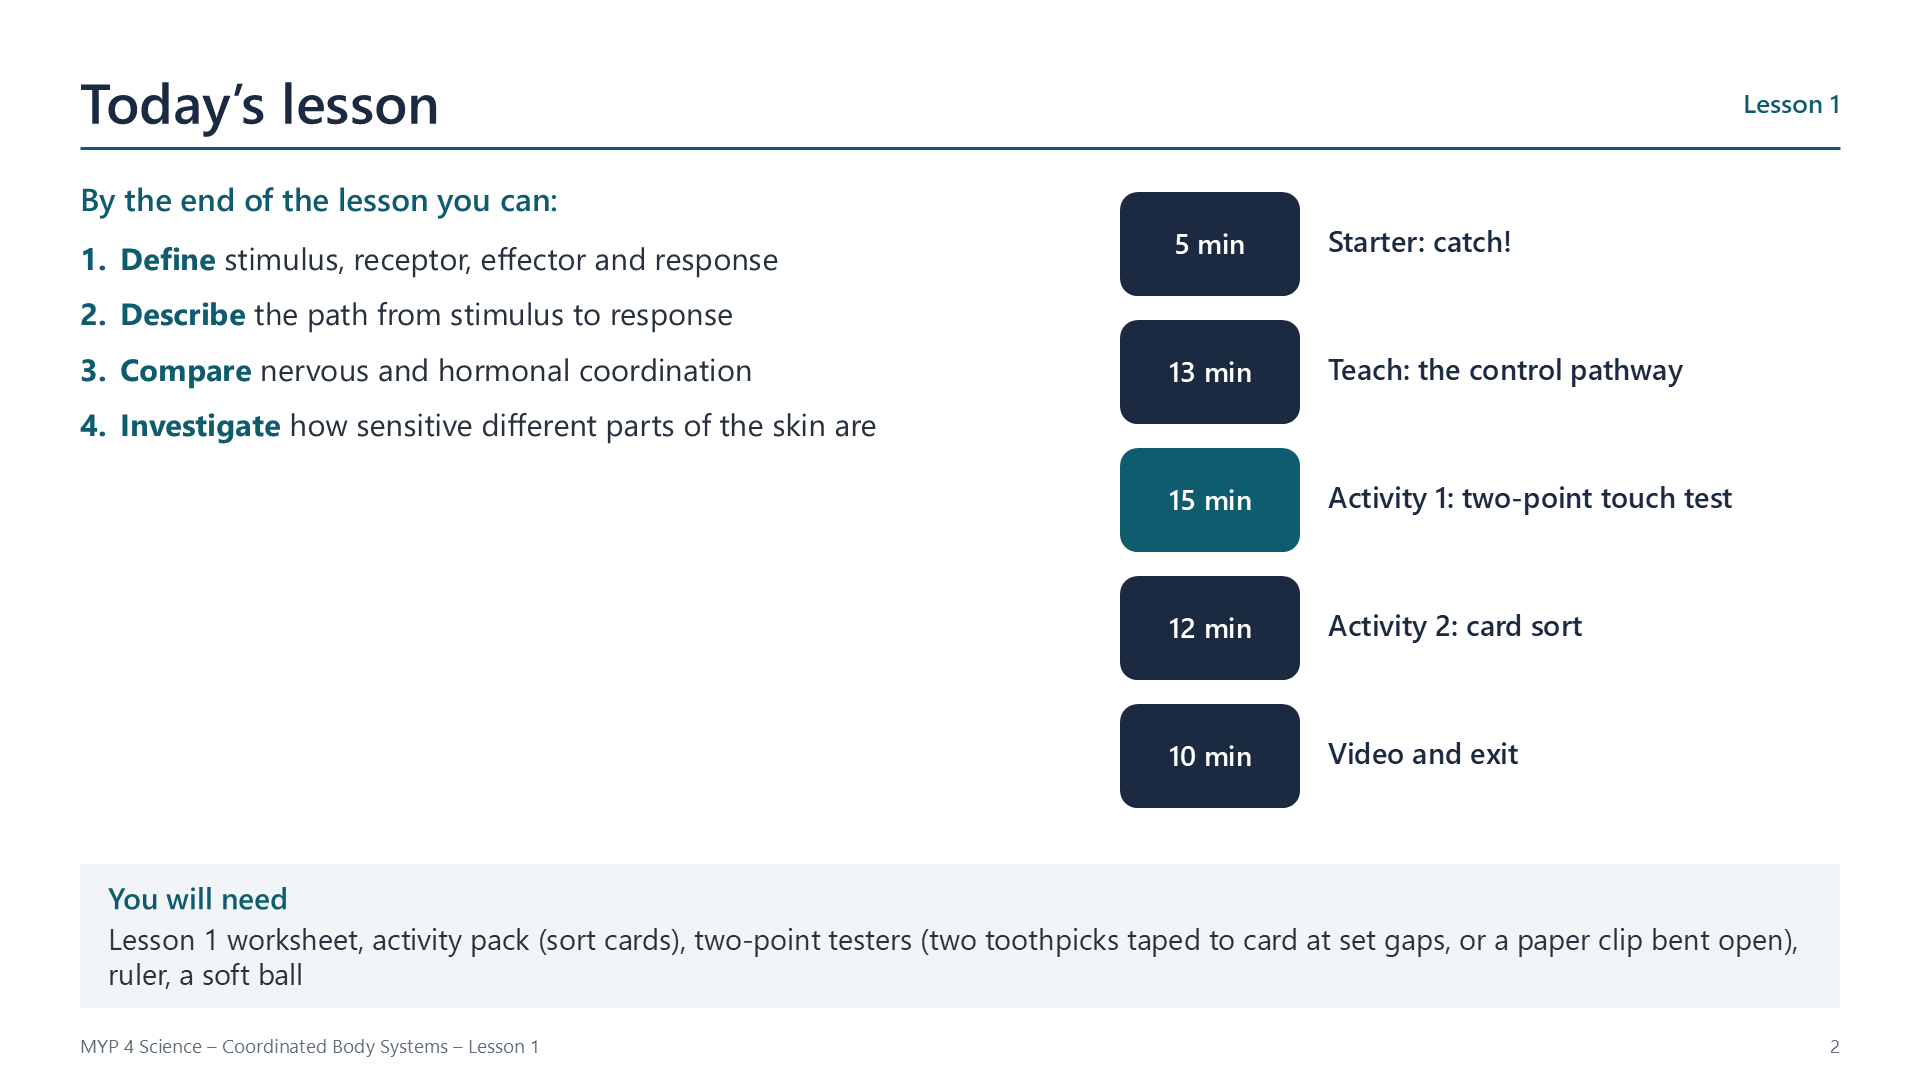 Today’s lesson
Lesson 1
By the end of the lesson you can:
1. Define stimulus, receptor, effector and response
2. Describe the path from stimulus to response
3. Compare nervous and hormonal coordination
4. Investigate how sensitive different parts of the skin are
5 min
Starter: catch!
13 min
Teach: the control pathway
15 min
Activity 1: two-point touch test
12 min
Activity 2: card sort
10 min
Video and exit
You will need
Lesson 1 worksheet, activity pack (sort cards), two-point testers (two toothpicks taped to card at set gaps, or a paper clip bent open),
ruler, a soft ball
MYP 4 Science – Coordinated Body Systems – Lesson 1
2